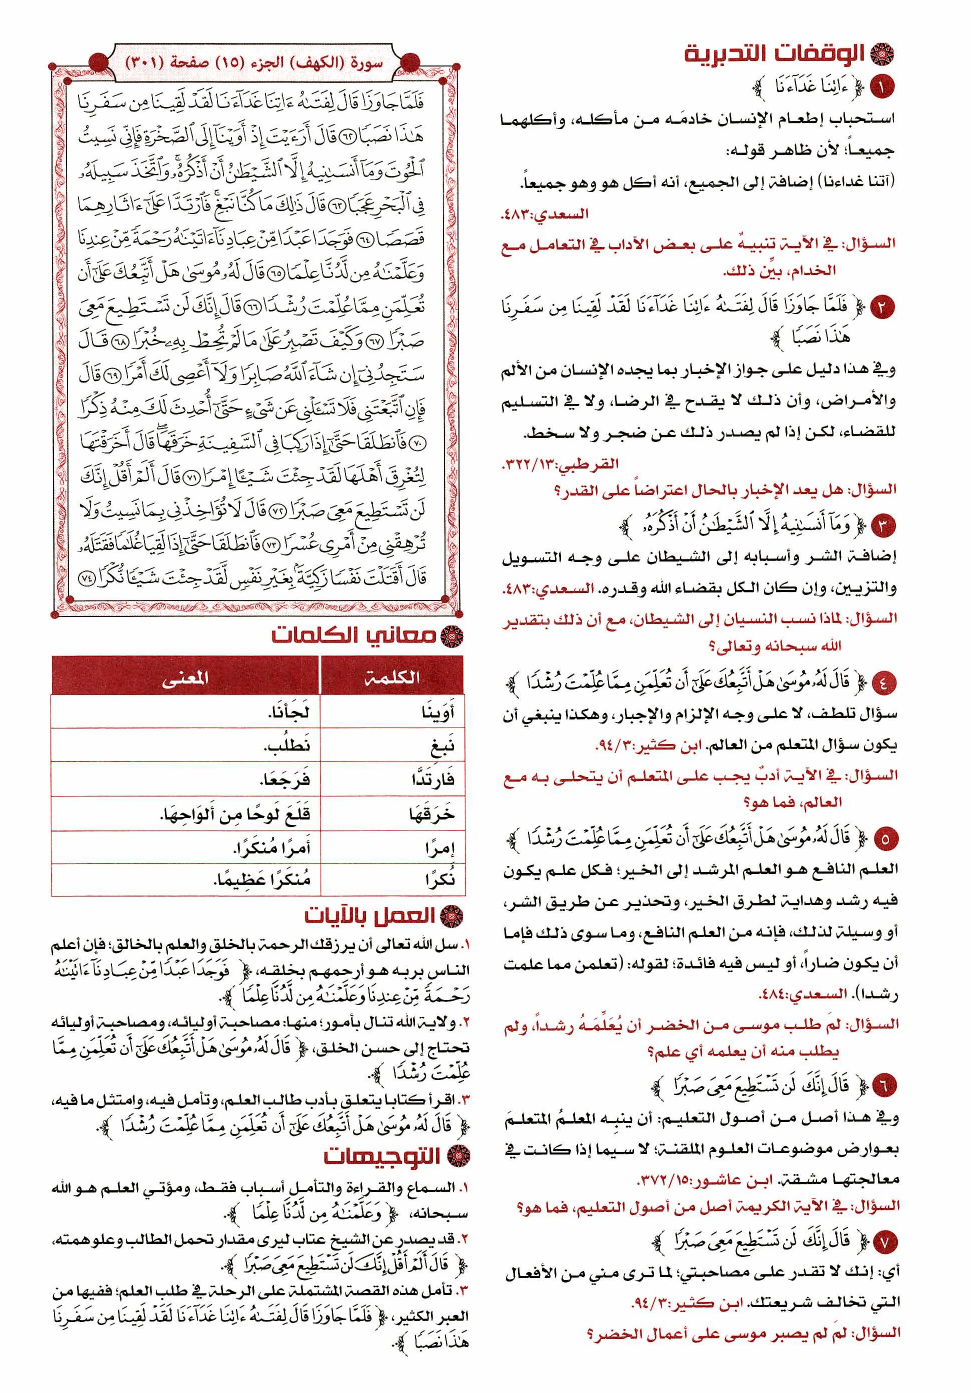 الوقفات التدبرية
١ ﴿ ءَاتِنَا غَدَآءَنَا ﴾
استحباب إطعام الإنسان خادمَه من مأكله، وأكلهما
جميعاً؛ لأن ظاهر قوله:
(آتنا غداءنا) إضافة إلى الجميع، أنه أكل هو وهو جميعاً.
السعدي:٤٨٣.
السؤال: في الآية تنبيهٌ على بعض الآداب في التعامل مع
الخدام، بيِّن ذلك.
٢ ﴿ فَلَمَّا جَاوَزَا قَالَ لِفَتَىٰهُ ءَاتِنَا غَدَآءَنَا لَقَدْ لَقِينَا مِن سَفَرِنَا
هَٰذَا نَصَبًا ﴾
وفي هذا دليل على جواز الإخبار بما يجده الإنسان من الألم
والأمراض، وأن ذلك لا يقدح في الرضا، ولا في التسليم
للقضاء، لكن إذا لم يصدر ذلك عن ضجر ولا سخط.
القرطبي:٣٢٢/١٣.
السؤال: هل يعد الإخبار بالحال اعتراضاً على القدر؟
٣ ﴿ وَمَآ أَنسَىٰنِيهُ إِلَّا ٱلشَّيْطَٰنُ أَنْ أَذْكُرَهُۥ ﴾
إضافة الشر وأسبابه إلى الشيطان على وجه التسويل
والتزيين، وإن كان الكل بقضاء الله وقدره. السعدي:٤٨٣.
السؤال: لماذا نسب النسيان إلى الشيطان، مع أن ذلك بتقدير
الله سبحانه وتعالى؟
٤ ﴿ قَالَ لَهُۥ مُوسَىٰ هَلْ أَتَّبِعُكَ عَلَىٰٓ أَن تُعَلِّمَنِ مِمَّا عُلِّمْتَ رُشْدًا ﴾
سؤال تلطف، لا على وجه الإلزام والإجبار، وهكذا ينبغي أن
يكون سؤال المتعلم من العالم. ابن كثير:٩٤/٣.
السؤال: في الآية أدبٌ يجب على المتعلم أن يتحلى به مع
العالم، فما هو؟
٥ ﴿ قَالَ لَهُۥ مُوسَىٰ هَلْ أَتَّبِعُكَ عَلَىٰٓ أَن تُعَلِّمَنِ مِمَّا عُلِّمْتَ رُشْدًا ﴾
العلم النافع هو العلم المرشد إلى الخير؛ فكل علم يكون
فيه رشد وهداية لطرق الخير، وتحذير عن طريق الشر،
أو وسيلة لذلك، فإنه من العلم النافع، وما سوى ذلك فإما
أن يكون ضاراً، أو ليس فيه فائدة؛ لقوله: (تعلمن مما علمت
رشدا). السعدي:٤٨٤.
السؤال: لمَ طلب موسى من الخضر أن يُعَلِّمَهُ رشداً، ولم
يطلب منه أن يعلمه أي علم؟
٦ ﴿ قَالَ إِنَّكَ لَن تَسْتَطِيعَ مَعِىَ صَبْرًا ﴾
وفي هذا أصل من أصول التعليم: أن ينبِه المعلمُ المتعلمَ
بعوارض موضوعات العلوم الملقنة؛ لا سيما إذا كانت في
معالجتها مشقة. ابن عاشور:٣٧٢/١٥.
السؤال: في الآية الكريمة أصل من أصول التعليم، فما هو؟
٧ ﴿ قَالَ إِنَّكَ لَن تَسْتَطِيعَ مَعِىَ صَبْرًا ﴾
أي: إنك لا تقدر على مصاحبتي؛ لما ترى مني من الأفعال
التي تخالف شريعتك. ابن كثير:٩٤/٣.
السؤال: لمَ لم يصبر موسى على أعمال الخضر؟
سورة (الكهف) الجزء (١٥) صفحة (٣٠١)
فَلَمَّا جَاوَزَا قَالَ لِفَتَىٰهُ ءَاتِنَا غَدَآءَنَا لَقَدْ لَقِينَا مِن سَفَرِنَا
هَٰذَا نَصَبًا ٦٢ قَالَ أَرَءَيْتَ إِذْ أَوَيْنَآ إِلَى ٱلصَّخْرَةِ فَإِنِّى نَسِيتُ
ٱلْحُوتَ وَمَآ أَنسَىٰنِيهُ إِلَّا ٱلشَّيْطَٰنُ أَنْ أَذْكُرَهُۥ وَٱتَّخَذَ سَبِيلَهُۥ
فِى ٱلْبَحْرِ عَجَبًا ٦٣ قَالَ ذَٰلِكَ مَا كُنَّا نَبْغِ فَٱرْتَدَّا عَلَىٰٓ ءَاثَارِهِمَا
قَصَصًا ٦٤ فَوَجَدَا عَبْدًا مِّنْ عِبَادِنَآ ءَاتَيْنَٰهُ رَحْمَةً مِّنْ عِندِنَا
وَعَلَّمْنَٰهُ مِن لَّدُنَّا عِلْمًا ٦٥ قَالَ لَهُۥ مُوسَىٰ هَلْ أَتَّبِعُكَ عَلَىٰٓ أَن
تُعَلِّمَنِ مِمَّا عُلِّمْتَ رُشْدًا ٦٦ قَالَ إِنَّكَ لَن تَسْتَطِيعَ مَعِىَ
صَبْرًا ٦٧ وَكَيْفَ تَصْبِرُ عَلَىٰ مَا لَمْ تُحِطْ بِهِۦ خُبْرًا ٦٨ قَالَ
سَتَجِدُنِىٓ إِن شَآءَ ٱللَّهُ صَابِرًا وَلَآ أَعْصِى لَكَ أَمْرًا ٦٩ قَالَ
فَإِنِ ٱتَّبَعْتَنِى فَلَا تَسْـَٔلْنِى عَن شَىْءٍ حَتَّىٰٓ أُحْدِثَ لَكَ مِنْهُ ذِكْرًا
٧٠ فَٱنطَلَقَا حَتَّىٰٓ إِذَا رَكِبَا فِى ٱلسَّفِينَةِ خَرَقَهَا قَالَ أَخَرَقْتَهَا
لِتُغْرِقَ أَهْلَهَا لَقَدْ جِئْتَ شَيْـًٔا إِمْرًا ٧١ قَالَ أَلَمْ أَقُلْ إِنَّكَ
لَن تَسْتَطِيعَ مَعِىَ صَبْرًا ٧٢ قَالَ لَا تُؤَاخِذْنِى بِمَا نَسِيتُ وَلَا
تُرْهِقْنِى مِنْ أَمْرِى عُسْرًا ٧٣ فَٱنطَلَقَا حَتَّىٰٓ إِذَا لَقِيَا غُلَٰمًا فَقَتَلَهُۥ
قَالَ أَقَتَلْتَ نَفْسًا زَكِيَّةًۢ بِغَيْرِ نَفْسٍ لَّقَدْ جِئْتَ شَيْـًٔا نُّكْرًا ٧٤
معاني الكلمات
الكلمة المعنى
أَوَينَا لَجَأنَا.
نَبغِ نَطلُب.
فَارتَدَّا فَرَجَعَا.
خَرَقَهَا قَلَعَ لَوحًا مِن أَلوَاحِهَا.
إمرًا أَمرًا مُنكَرًا.
نُكرًا مُنكَرًا عَظِيمًا.
العمل بالآيات
١. سل الله تعالى أن يرزقك الرحمة بالخلق والعلم بالخالق؛ فإن أعلم
الناس بربه هو أرحمهم بخلقه، ﴿ فَوَجَدَا عَبْدًا مِّنْ عِبَادِنَآ ءَاتَيْنَٰهُ
رَحْمَةً مِّنْ عِندِنَا وَعَلَّمْنَٰهُ مِن لَّدُنَّا عِلْمًا ﴾.
٢. ولاية الله تنال بأمور؛ منها: مصاحبة أوليائه، ومصاحبة أوليائه
تحتاج إلى حسن الخلق، ﴿ قَالَ لَهُۥ مُوسَىٰ هَلْ أَتَّبِعُكَ عَلَىٰٓ أَن تُعَلِّمَنِ مِمَّا
عُلِّمْتَ رُشْدًا ﴾.
٣. اقرأ كتابا يتعلق بأدب طالب العلم، وتأمل فيه، وامتثل ما فيه،
﴿ قَالَ لَهُۥ مُوسَىٰ هَلْ أَتَّبِعُكَ عَلَىٰٓ أَن تُعَلِّمَنِ مِمَّا عُلِّمْتَ رُشْدًا ﴾.
التوجيهات
١. السماع والقراءة والتأمل أسباب فقط، ومؤتي العلم هو الله
سبحانه، ﴿ وَعَلَّمْنَٰهُ مِن لَّدُنَّا عِلْمًا ﴾.
٢. قد يصدر عن الشيخ عتاب ليرى مقدار تحمل الطالب وعلو همته،
﴿ قَالَ أَلَمْ أَقُلْ إِنَّكَ لَن تَسْتَطِيعَ مَعِىَ صَبْرًا ﴾.
٣. تأمل هذه القصة المشتملة على الرحلة في طلب العلم؛ ففيها من
العبر الكثير، ﴿ فَلَمَّا جَاوَزَا قَالَ لِفَتَىٰهُ ءَاتِنَا غَدَآءَنَا لَقَدْ لَقِينَا مِن سَفَرِنَا
هَٰذَا نَصَبًا ﴾.